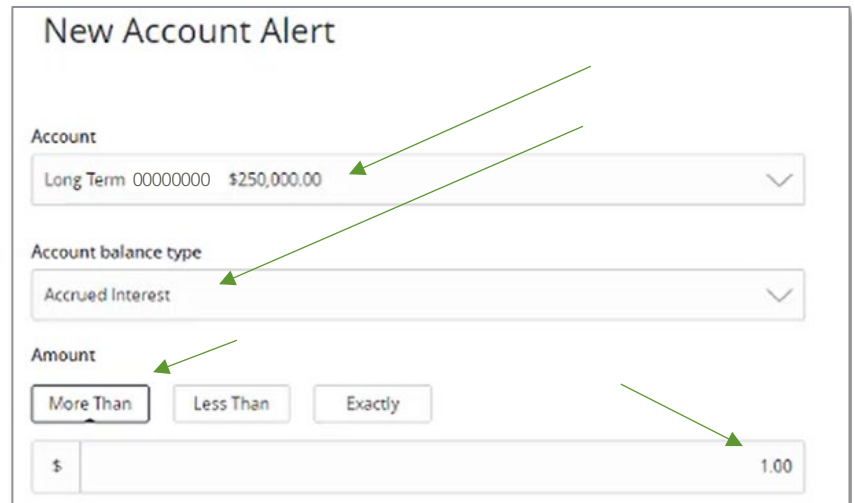 New Account Alert
Account
Long Term 00000000 $250,000.00
Account balance type
Accrued Interest
Amount
More Than Less Than Exactly
$ 1.00